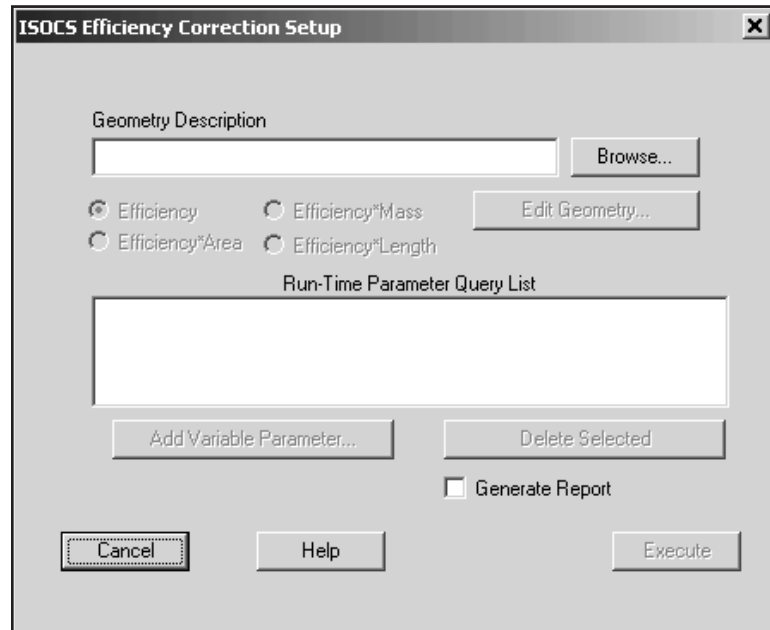 ISOCS Efficiency Correction Setup
Geometry Description
Browse...
Efficiency Efficiency*Mass Edit Geometry...
Efficiency*Area Efficiency*Length
Run-Time Parameter Query List
Add Variable Parameter... Delete Selected
Generate Report
Cancel Help Execute